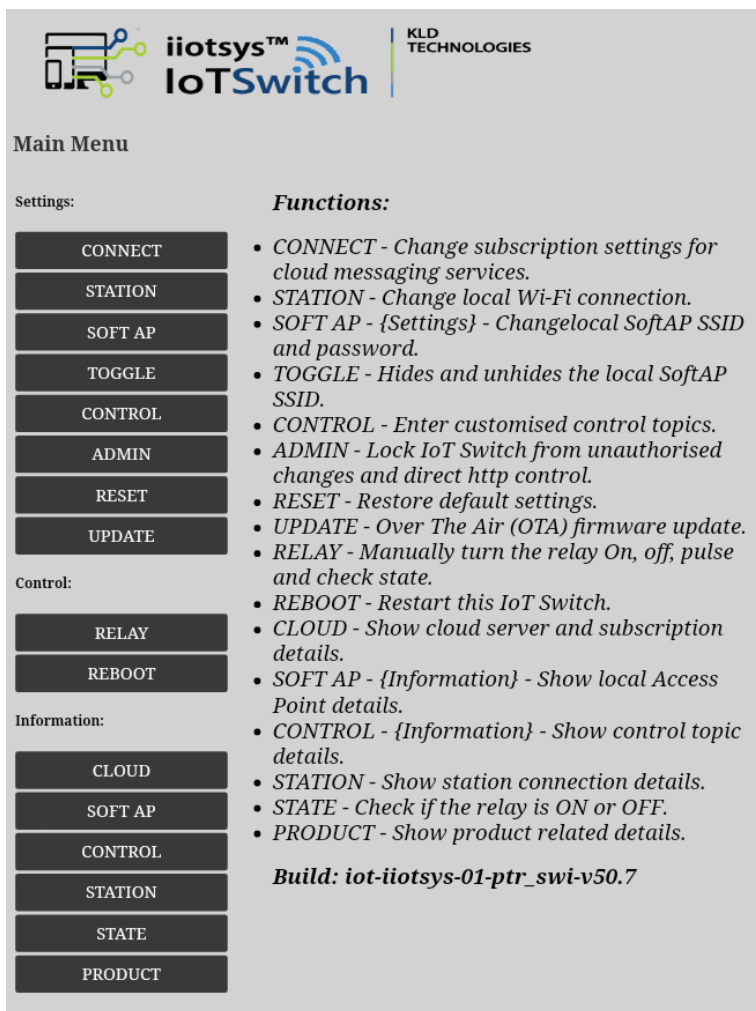 iiotsys™
IoTSwitch
KLD
TECHNOLOGIES
Main Menu
Settings:
CONNECT
STATION
SOFT AP
TOGGLE
CONTROL
ADMIN
RESET
UPDATE
Control:
RELAY
REBOOT
Information:
CLOUD
SOFT AP
CONTROL
STATION
STATE
PRODUCT
Functions:
• CONNECT - Change subscription settings for
cloud messaging services.
• STATION - Change local Wi-Fi connection.
• SOFT AP - {Settings} - Changelocal SoftAP SSID
and password.
• TOGGLE - Hides and unhides the local SoftAP
SSID.
• CONTROL - Enter customised control topics.
• ADMIN - Lock IoT Switch from unauthorised
changes and direct http control.
• RESET - Restore default settings.
• UPDATE - Over The Air (OTA) firmware update.
• RELAY - Manually turn the relay On, off, pulse
and check state.
• REBOOT - Restart this IoT Switch.
• CLOUD - Show cloud server and subscription
details.
• SOFT AP - {Information} - Show local Access
Point details.
• CONTROL - {Information} - Show control topic
details.
• STATION - Show station connection details.
• STATE - Check if the relay is ON or OFF.
• PRODUCT - Show product related details.
Build: iot-iiotsys-01-ptr_swi-v50.7